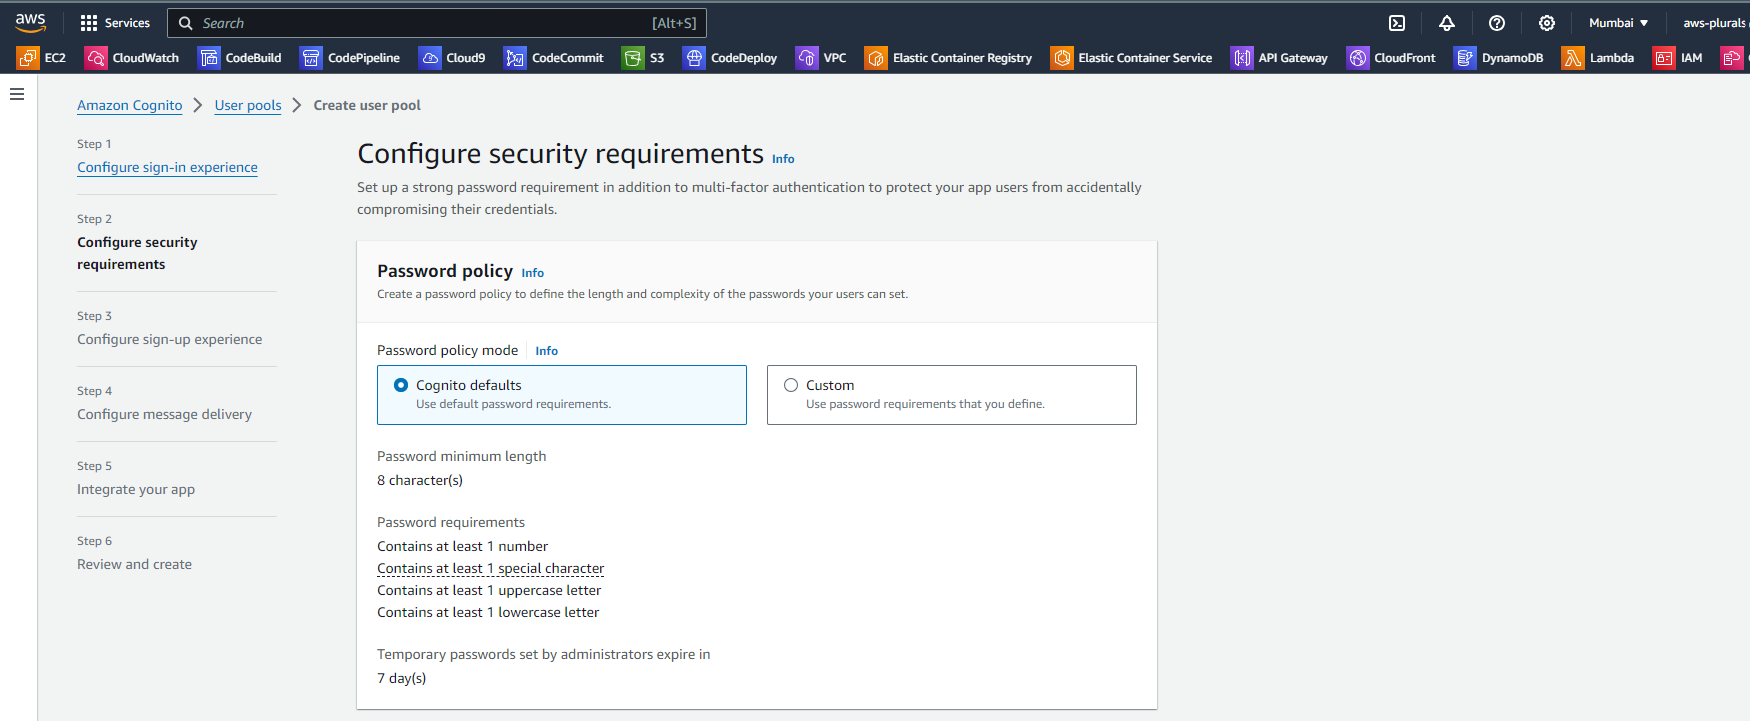 aws
Services
Search
[Alt+S]
Mumbai
aws-plurals
EC2
CloudWatch
CodeBuild
CodePipeline
Cloud9
CodeCommit
S3
CodeDeploy
VPC
Elastic Container Registry
Elastic Container Service
API Gateway
CloudFront
DynamoDB
Lambda
IAM
Amazon Cognito
User pools
Create user pool
Step 1
Configure sign-in experience
Step 2
Configure security
requirements
Step 3
Configure sign-up experience
Step 4
Configure message delivery
Step 5
Integrate your app
Step 6
Review and create
Configure security requirements Info
Set up a strong password requirement in addition to multi-factor authentication to protect your app users from accidentally
compromising their credentials.
Password policy Info
Create a password policy to define the length and complexity of the passwords your users can set.
Password policy mode Info
Cognito defaults
Use default password requirements.
Custom
Use password requirements that you define.
Password minimum length
8 character(s)
Password requirements
Contains at least 1 number
Contains at least 1 special character
Contains at least 1 uppercase letter
Contains at least 1 lowercase letter
Temporary passwords set by administrators expire in
7 day(s)